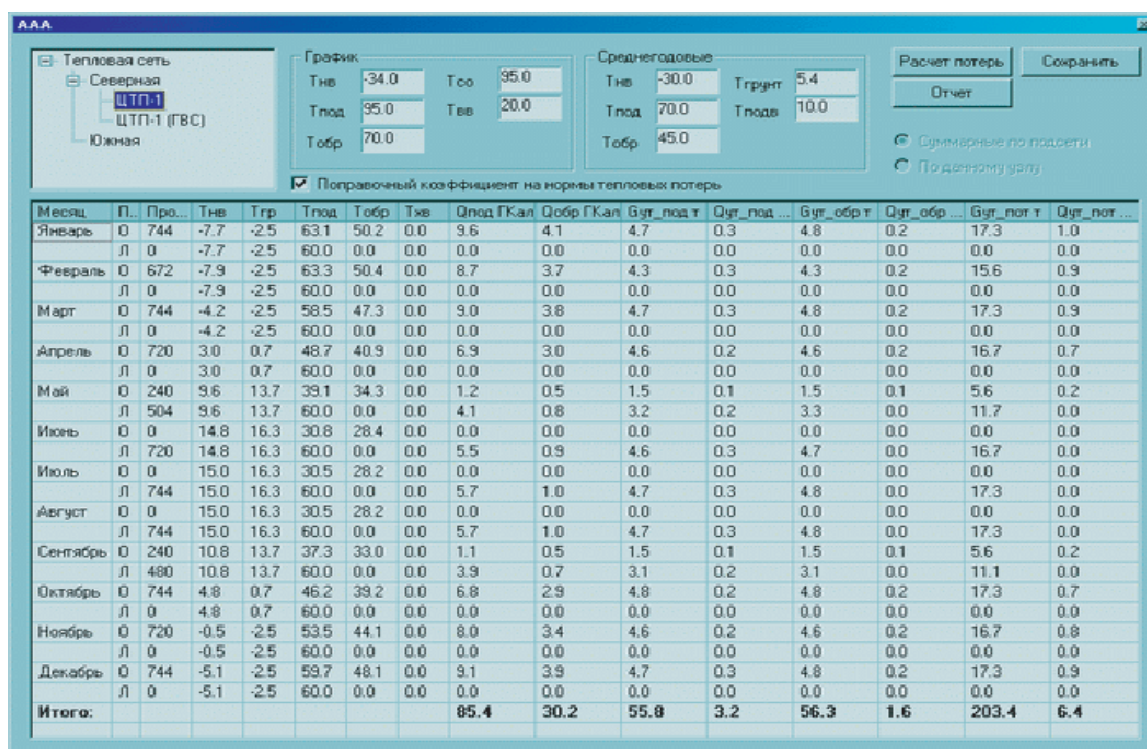 А.А.А.
Тепловая сеть
Северная
ЦТП-1
ЦТП-1 (ГВС)
Южная
График
Тнв -34.0 Тсо 95.0
Тпод 95.0 Твв 20.0
Тобр 70.0
Среднегодовые
Тнв -30.0 Тгрунт 5.4
Тпод 70.0 Тподв 10.0
Тобр 45.0
Расчет потерь Сохранить
Отчет
Суммарные по подсети
По данному узлу
Поправочный коэффициент на нормы тепловых потерь
Месяц П.. Про... Тнв Тгр Тпод Тобр Тхв Qпод ГКал Qобр ГКал Gут_под т Qут_под ... Gут_обр т Qут_обр ... Gут_пот т Qут_пот ...
Январь О 744 -7.7 -2.5 63.1 50.2 0.0 9.6 4.1 4.7 0.3 4.8 0.2 17.3 1.0
Л 0 -7.7 -2.5 60.0 0.0 0.0 0.0 0.0 0.0 0.0 0.0 0.0 0.0 0.0
Февраль О 672 -7.9 -2.5 63.3 50.4 0.0 8.7 3.7 4.3 0.3 4.3 0.2 15.6 0.9
Л 0 -7.9 -2.5 60.0 0.0 0.0 0.0 0.0 0.0 0.0 0.0 0.0 0.0 0.0
Март О 744 -4.2 -2.5 58.5 47.3 0.0 9.0 3.8 4.7 0.3 4.8 0.2 17.3 0.9
Л 0 -4.2 -2.5 60.0 0.0 0.0 0.0 0.0 0.0 0.0 0.0 0.0 0.0 0.0
Апрель О 720 3.0 0.7 48.7 40.9 0.0 6.9 3.0 4.6 0.2 4.6 0.2 16.7 0.7
Л 0 3.0 0.7 60.0 0.0 0.0 0.0 0.0 0.0 0.0 0.0 0.0 0.0 0.0
Май О 240 9.6 13.7 39.1 34.3 0.0 1.2 0.5 1.5 0.1 1.5 0.1 5.6 0.2
Л 504 9.6 13.7 60.0 0.0 0.0 4.1 0.8 3.2 0.2 3.3 0.0 11.7 0.0
Июнь О 0 14.8 16.3 30.8 28.4 0.0 0.0 0.0 0.0 0.0 0.0 0.0 0.0 0.0
Л 720 14.8 16.3 60.0 0.0 0.0 5.5 0.9 4.6 0.3 4.7 0.0 16.7 0.0
Июль О 0 15.0 16.3 30.5 28.2 0.0 0.0 0.0 0.0 0.0 0.0 0.0 0.0 0.0
Л 744 15.0 16.3 60.0 0.0 0.0 5.7 1.0 4.7 0.3 4.8 0.0 17.3 0.0
Август О 0 15.0 16.3 30.5 28.2 0.0 0.0 0.0 0.0 0.0 0.0 0.0 0.0 0.0
Л 744 15.0 16.3 60.0 0.0 0.0 5.7 1.0 4.7 0.3 4.8 0.0 17.3 0.0
Сентябрь О 240 10.8 13.7 37.3 33.0 0.0 1.1 0.5 1.5 0.1 1.5 0.1 5.6 0.2
Л 480 10.8 13.7 60.0 0.0 0.0 3.9 0.7 3.1 0.2 3.1 0.0 11.1 0.0
Октябрь О 744 4.8 0.7 46.2 39.2 0.0 6.8 2.9 4.8 0.2 4.8 0.2 17.3 0.7
Л 0 4.8 0.7 60.0 0.0 0.0 0.0 0.0 0.0 0.0 0.0 0.0 0.0 0.0
Ноябрь О 720 -0.5 -2.5 53.5 44.1 0.0 8.0 3.4 4.6 0.2 4.6 0.2 16.7 0.8
Л 0 -0.5 -2.5 60.0 0.0 0.0 0.0 0.0 0.0 0.0 0.0 0.0 0.0 0.0
Декабрь О 744 -5.1 -2.5 59.7 48.1 0.0 9.1 3.9 4.7 0.3 4.8 0.2 17.3 0.9
Л 0 -5.1 -2.5 60.0 0.0 0.0 0.0 0.0 0.0 0.0 0.0 0.0 0.0 0.0
Итого: 85.4 30.2 55.8 3.2 56.3 1.6 203.4 6.4